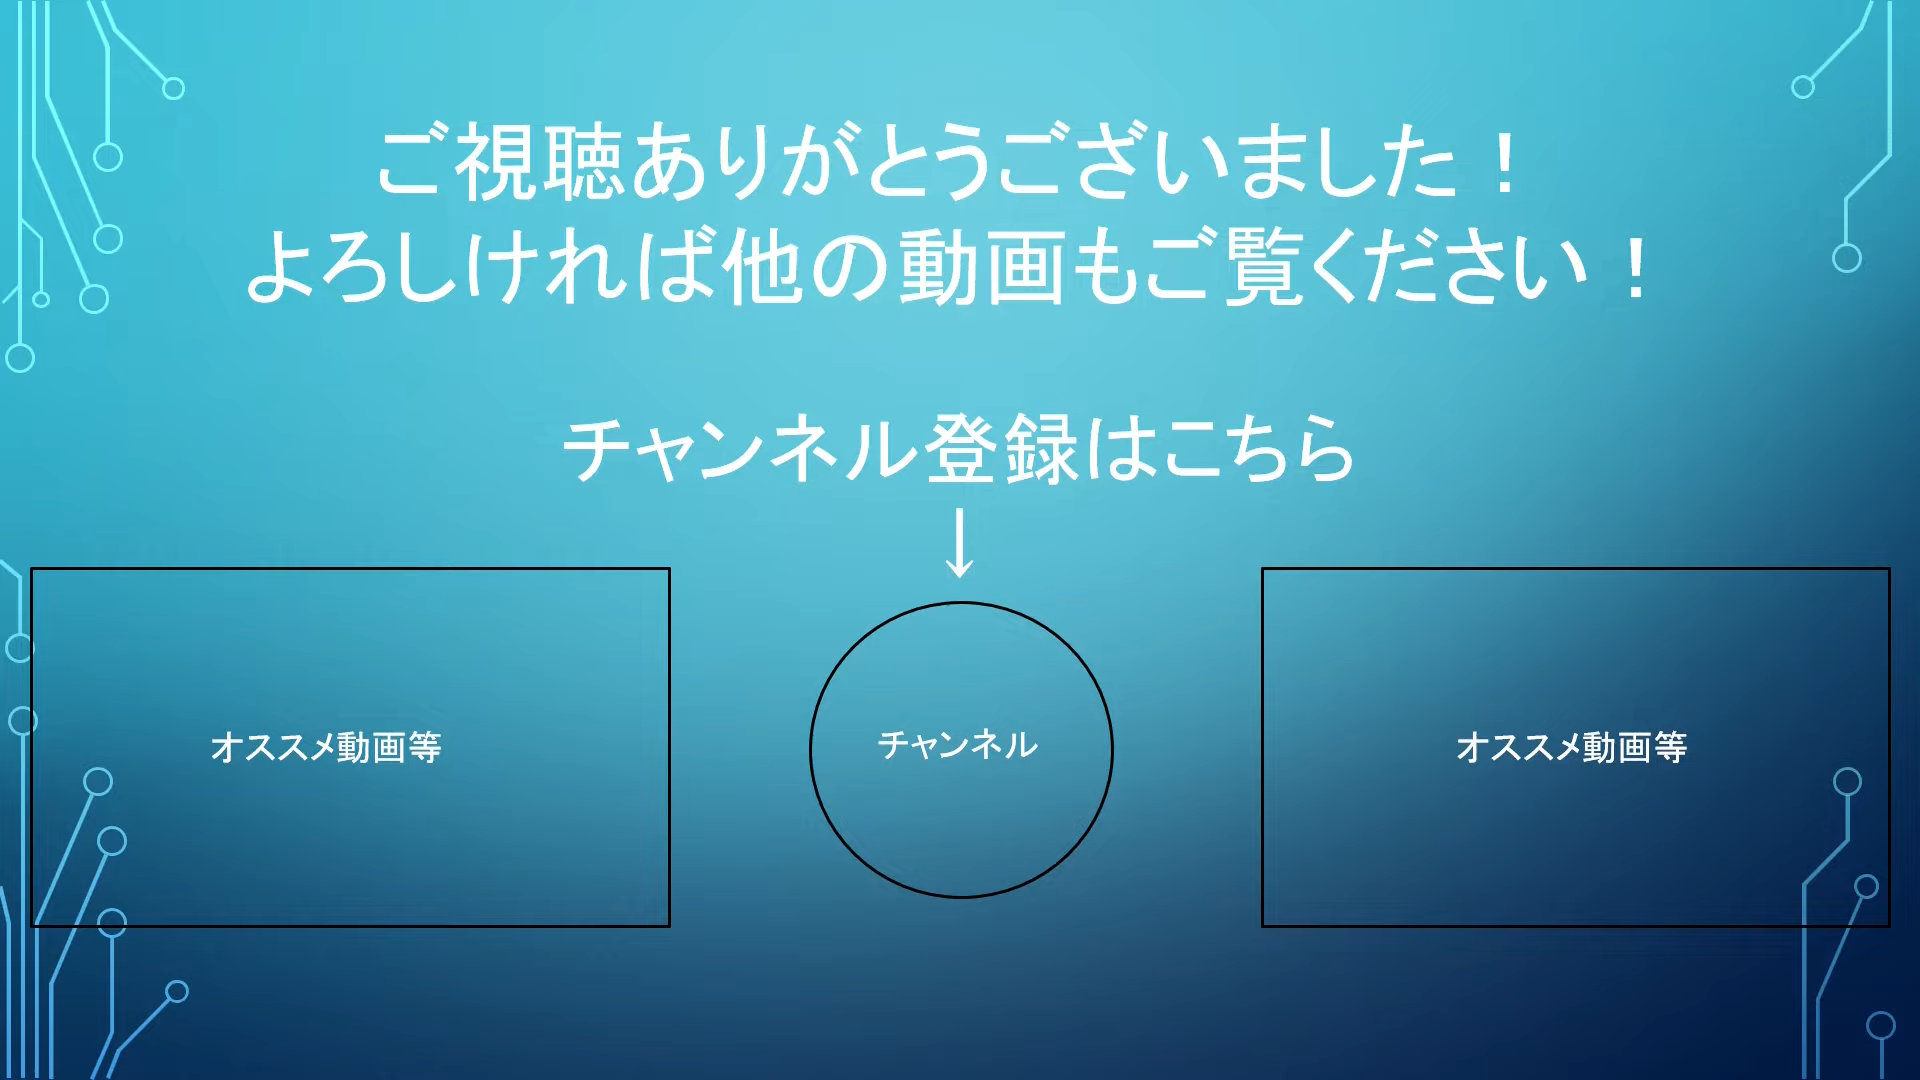 ご視聴ありがとうございました！
よろしければ他の動画もご覧ください！
チャンネル登録はこちら
↓
オススメ動画等
チャンネル
オススメ動画等